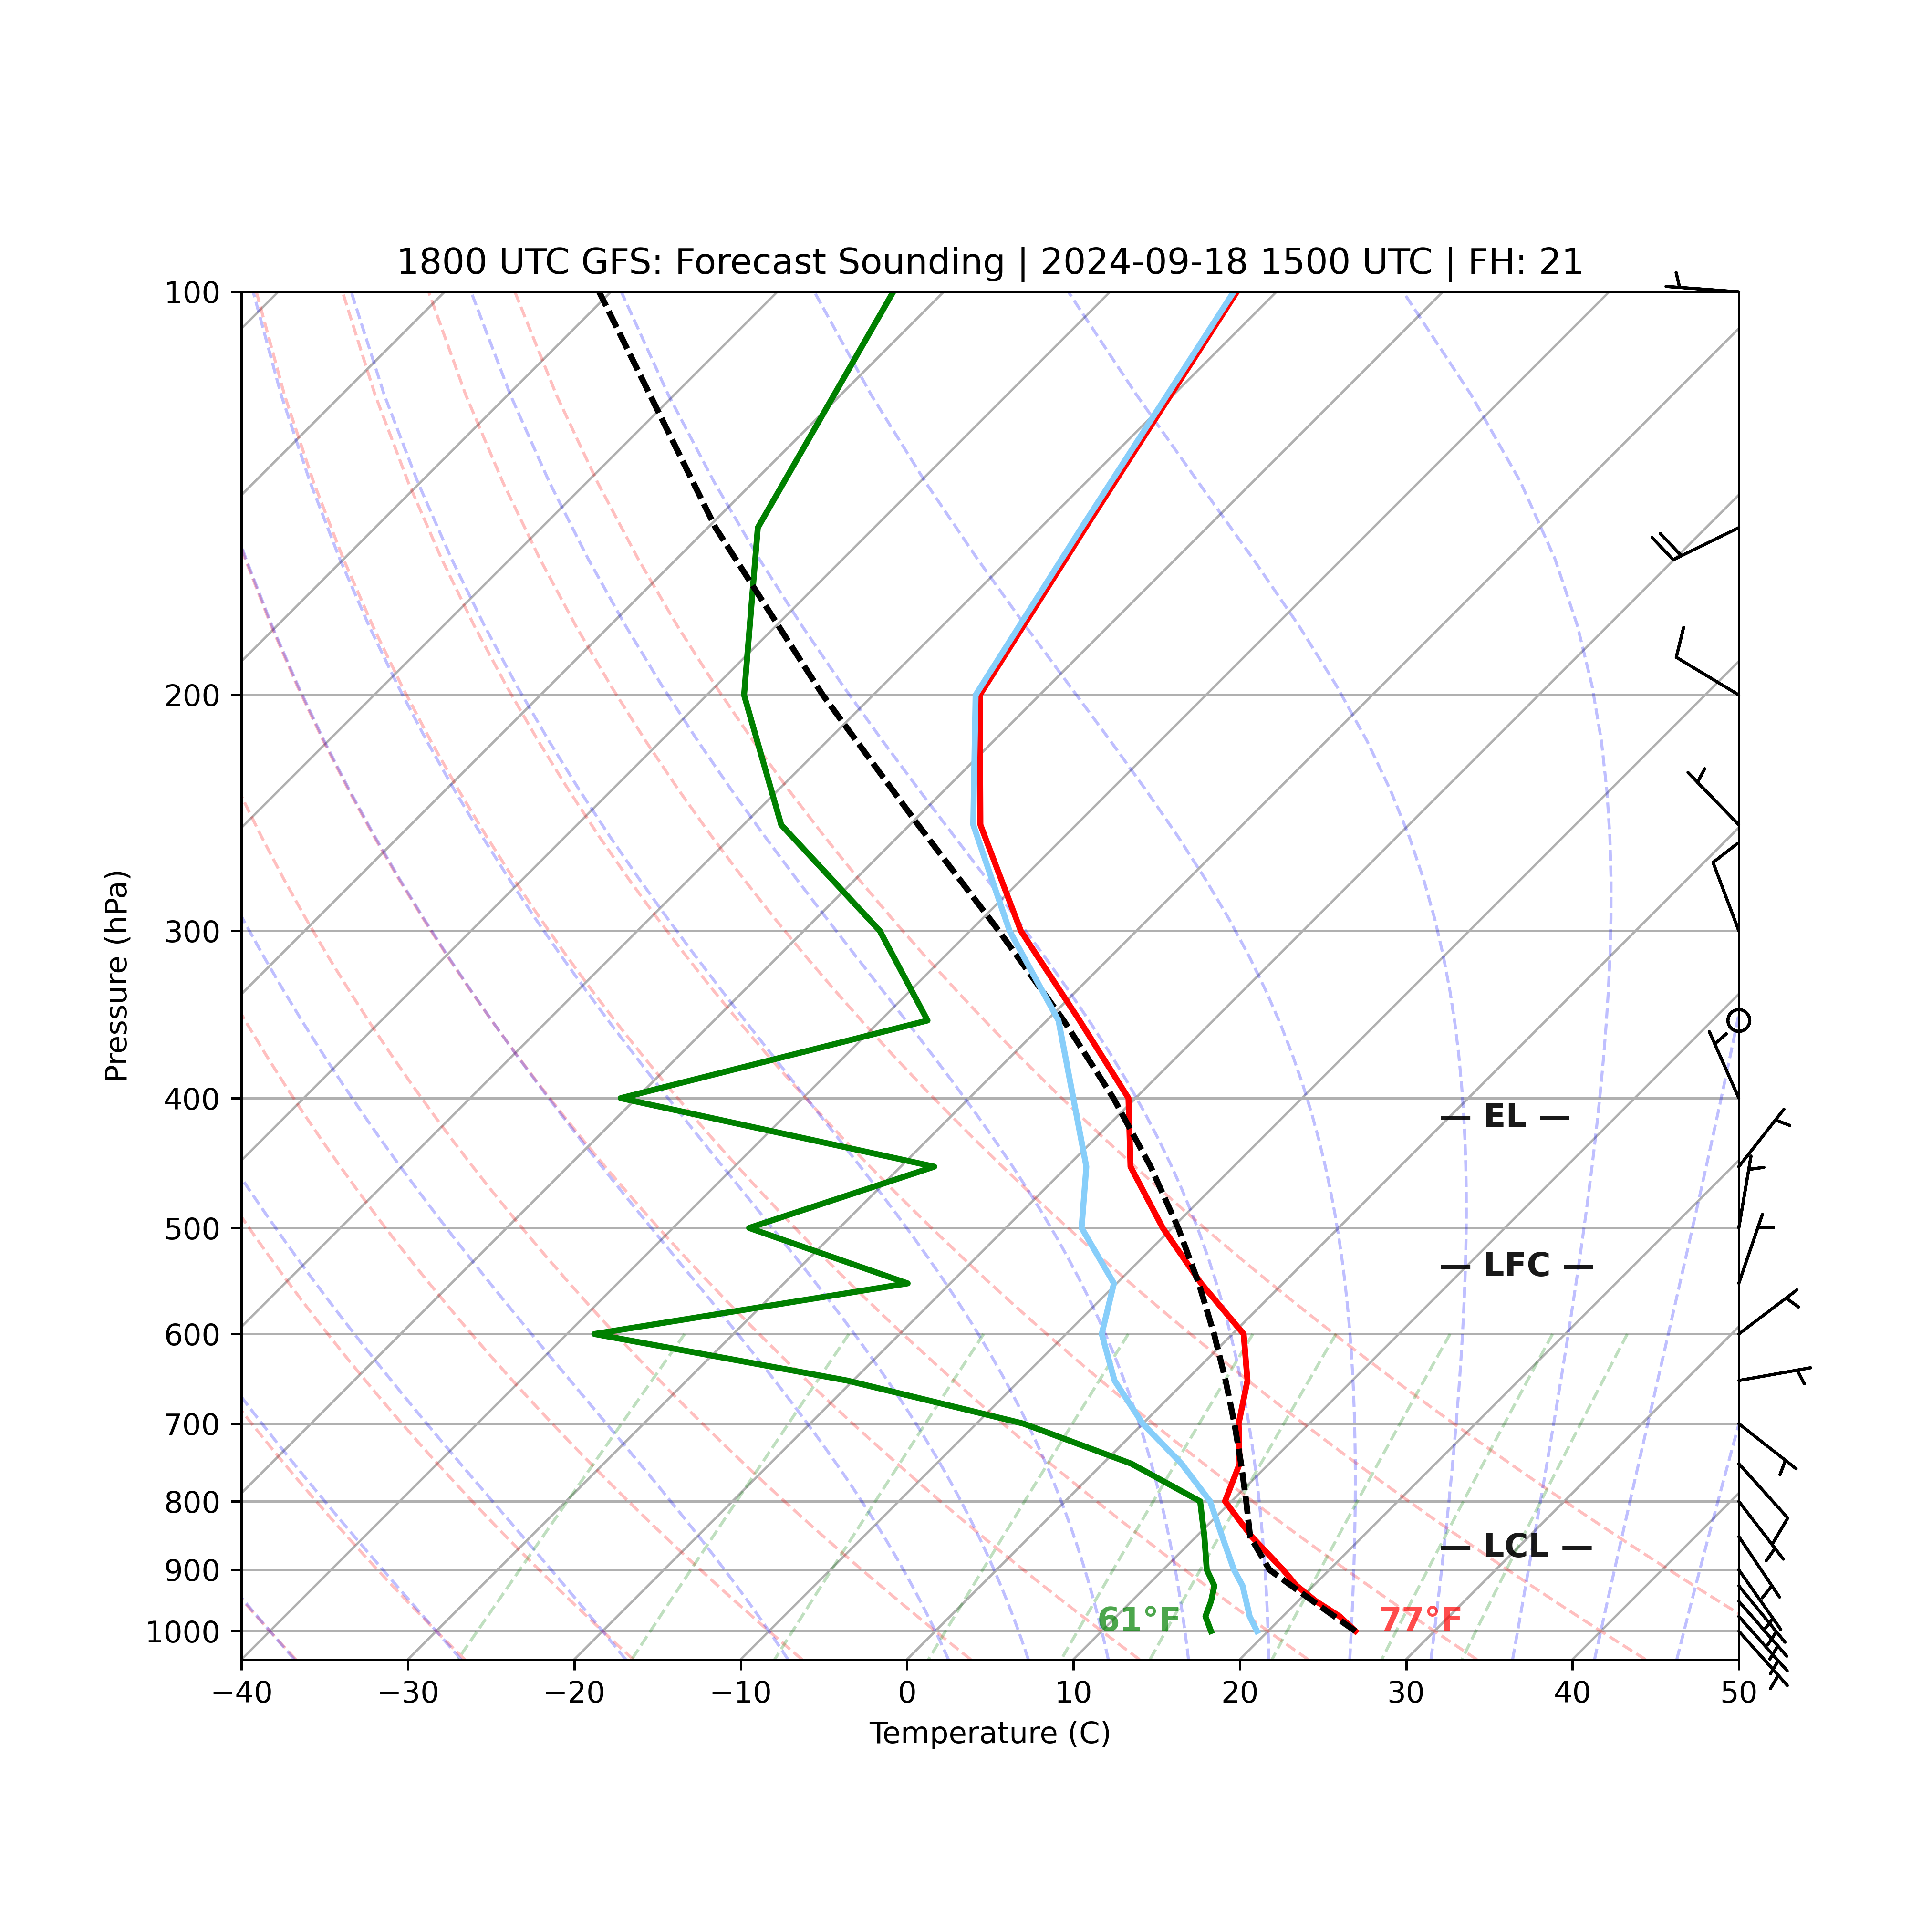 1800 UTC GFS: Forecast Sounding | 2024-09-18 1500 UTC | FH: 21
100
200
300
400
500
600
700
800
900
1000
Pressure (hPa)
— EL —
— LFC —
— LCL —
61°F
77°F
−40 −30 −20 −10 0 10 20 30 40 50
Temperature (C)